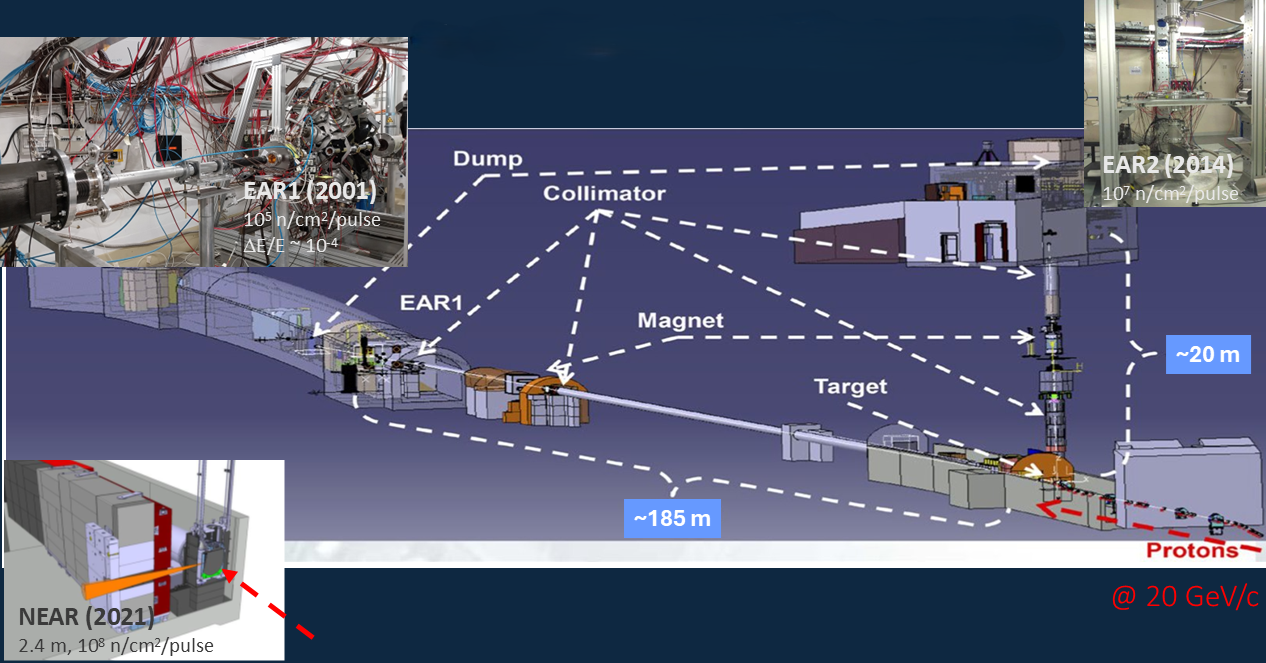 EAR1 (2001)
10⁵ n/cm²/pulse
ΔE/E ~ 10⁻⁴
EAR2 (2014)
10⁷ n/cm²/pulse
Dump
Collimator
EAR1
Magnet
~20 m
Target
~185 m
Protons
@ 20 GeV/c
NEAR (2021)
2.4 m, 10⁸ n/cm²/pulse